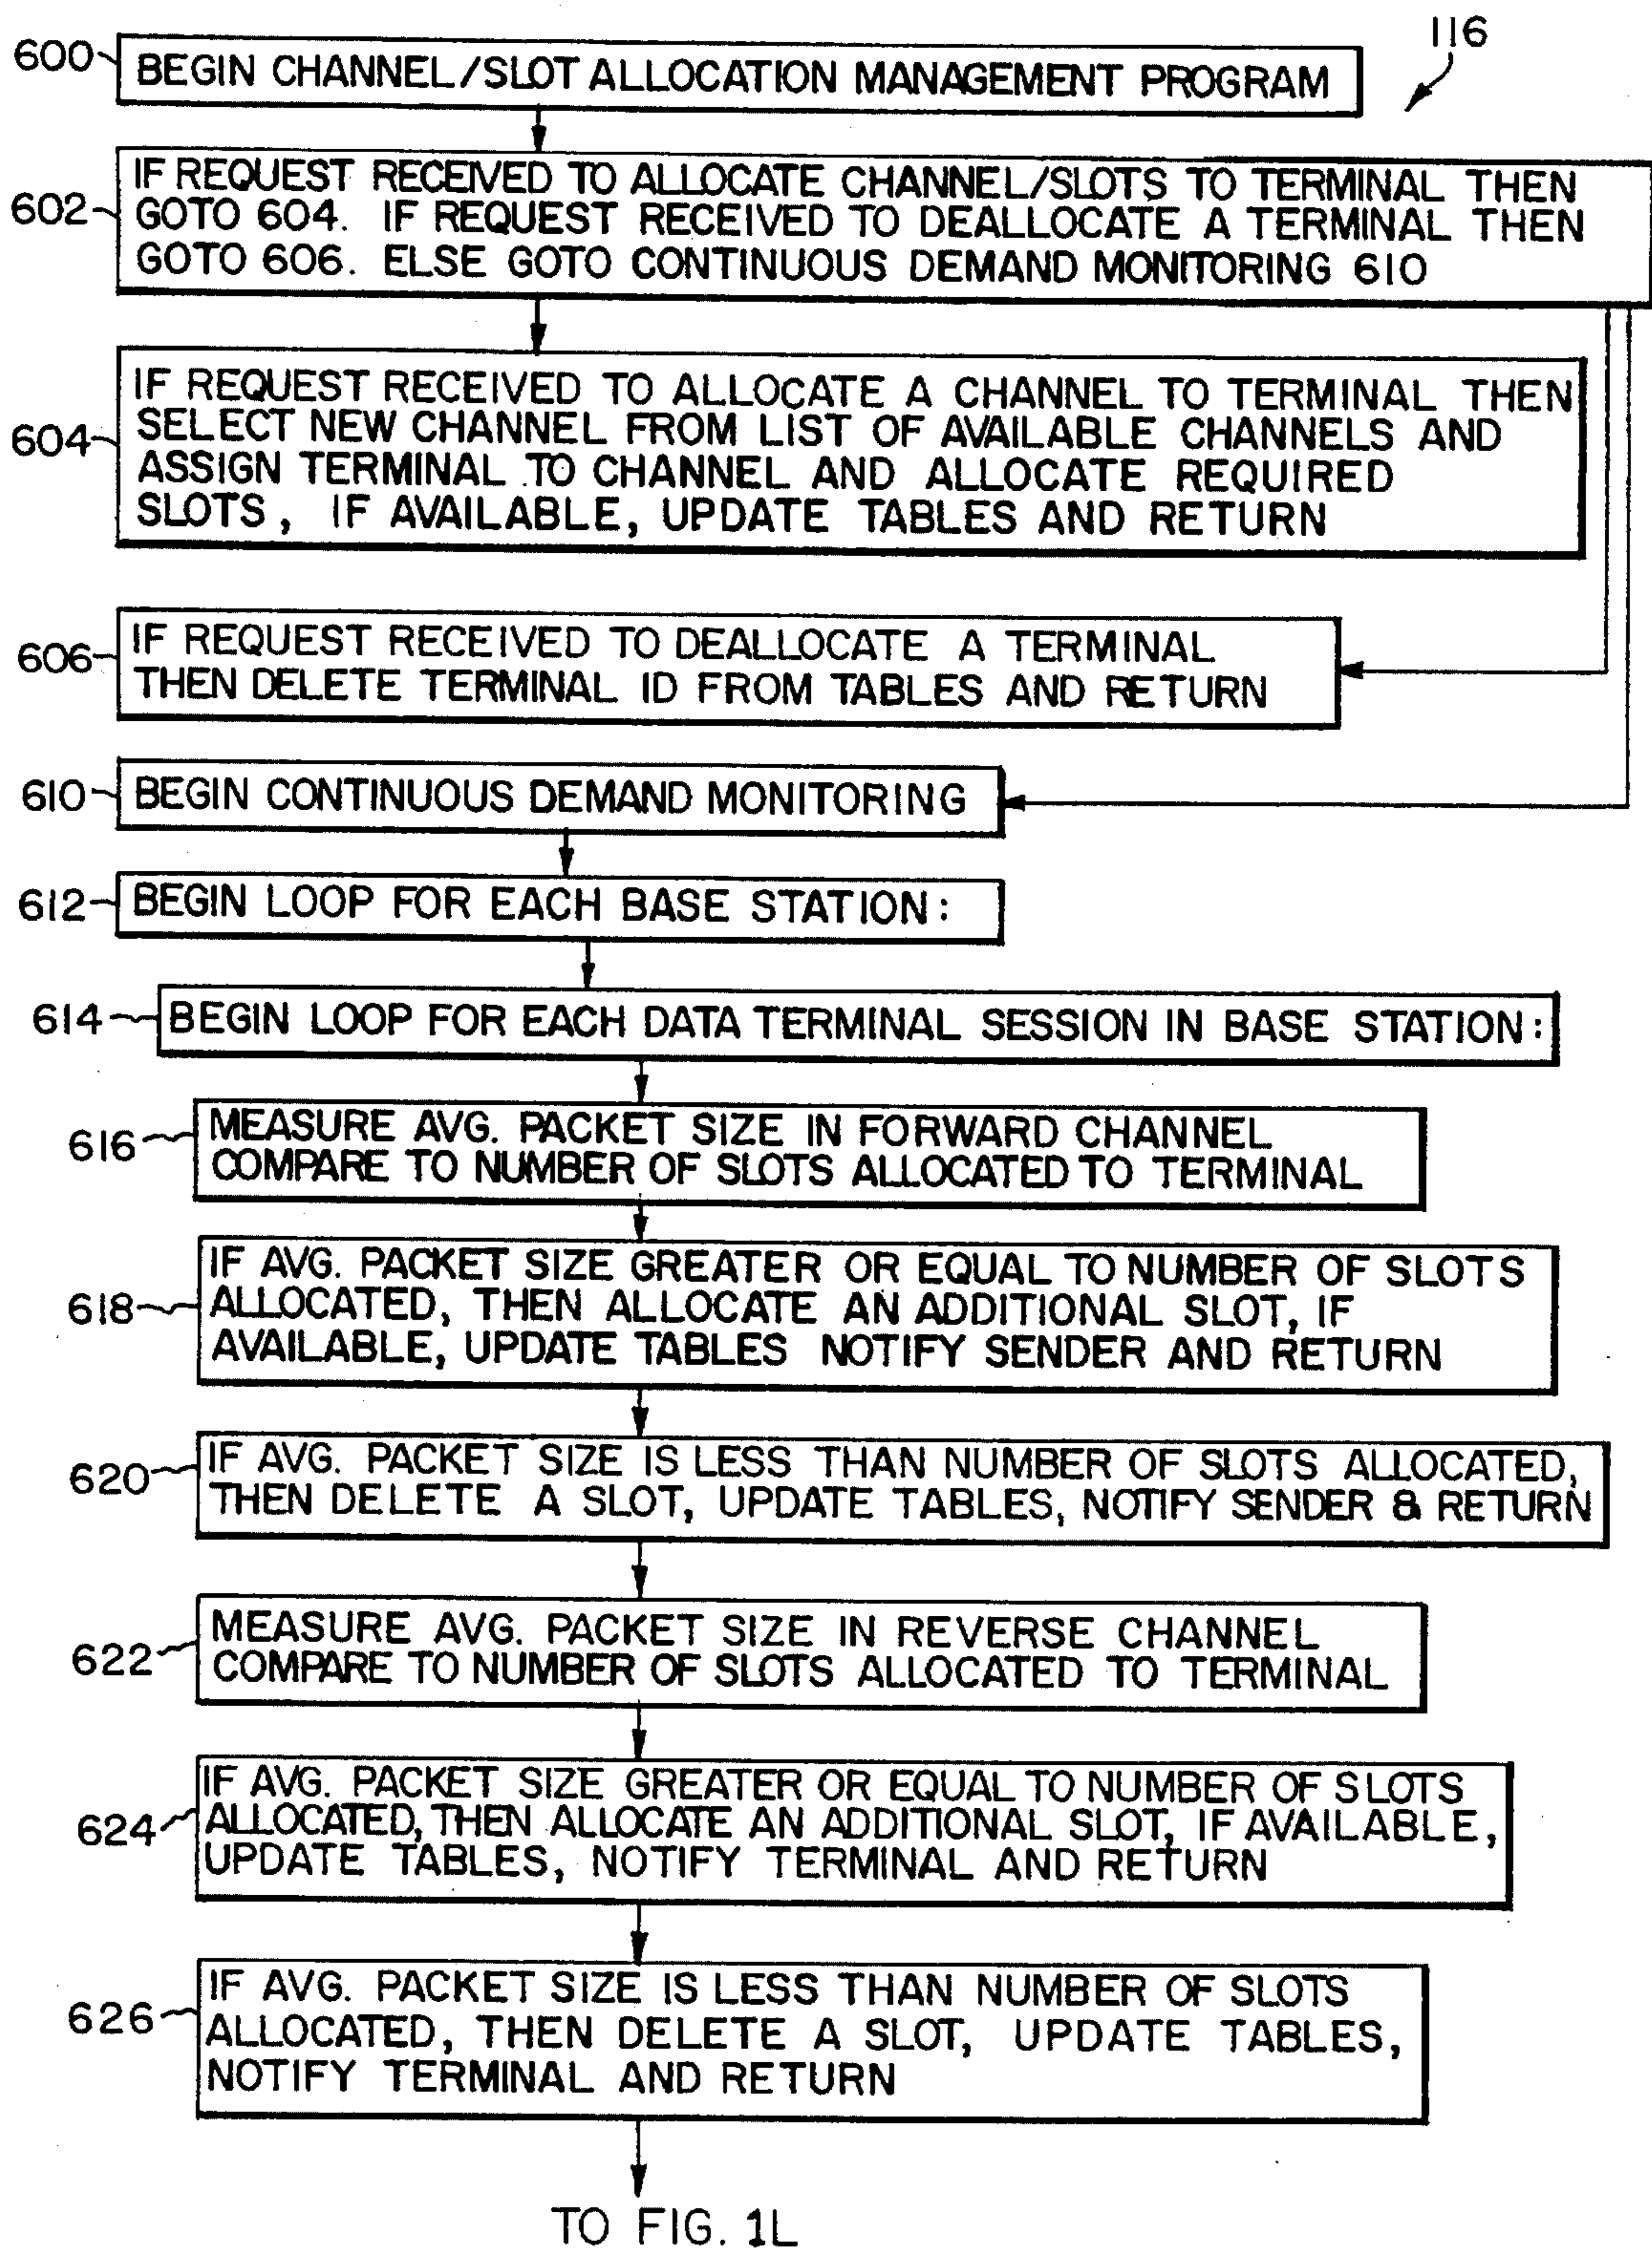 116
600 BEGIN CHANNEL/SLOT ALLOCATION MANAGEMENT PROGRAM
602 IF REQUEST RECEIVED TO ALLOCATE CHANNEL/SLOTS TO TERMINAL THEN
GOTO 604. IF REQUEST RECEIVED TO DEALLOCATE A TERMINAL THEN
GOTO 606. ELSE GOTO CONTINUOUS DEMAND MONITORING 610
604 IF REQUEST RECEIVED TO ALLOCATE A CHANNEL TO TERMINAL THEN
SELECT NEW CHANNEL FROM LIST OF AVAILABLE CHANNELS AND
ASSIGN TERMINAL TO CHANNEL AND ALLOCATE REQUIRED
SLOTS, IF AVAILABLE, UPDATE TABLES AND RETURN
606 IF REQUEST RECEIVED TO DEALLOCATE A TERMINAL
THEN DELETE TERMINAL ID FROM TABLES AND RETURN
610 BEGIN CONTINUOUS DEMAND MONITORING
612 BEGIN LOOP FOR EACH BASE STATION:
614 BEGIN LOOP FOR EACH DATA TERMINAL SESSION IN BASE STATION:
616 MEASURE AVG. PACKET SIZE IN FORWARD CHANNEL
COMPARE TO NUMBER OF SLOTS ALLOCATED TO TERMINAL
618 IF AVG. PACKET SIZE GREATER OR EQUAL TO NUMBER OF SLOTS
ALLOCATED, THEN ALLOCATE AN ADDITIONAL SLOT, IF
AVAILABLE, UPDATE TABLES NOTIFY SENDER AND RETURN
620 IF AVG. PACKET SIZE IS LESS THAN NUMBER OF SLOTS ALLOCATED,
THEN DELETE A SLOT, UPDATE TABLES, NOTIFY SENDER & RETURN
622 MEASURE AVG. PACKET SIZE IN REVERSE CHANNEL
COMPARE TO NUMBER OF SLOTS ALLOCATED TO TERMINAL
624 IF AVG. PACKET SIZE GREATER OR EQUAL TO NUMBER OF SLOTS
ALLOCATED, THEN ALLOCATE AN ADDITIONAL SLOT, IF AVAILABLE,
UPDATE TABLES, NOTIFY TERMINAL AND RETURN
626 IF AVG. PACKET SIZE IS LESS THAN NUMBER OF SLOTS
ALLOCATED, THEN DELETE A SLOT, UPDATE TABLES,
NOTIFY TERMINAL AND RETURN
TO FIG. 1L